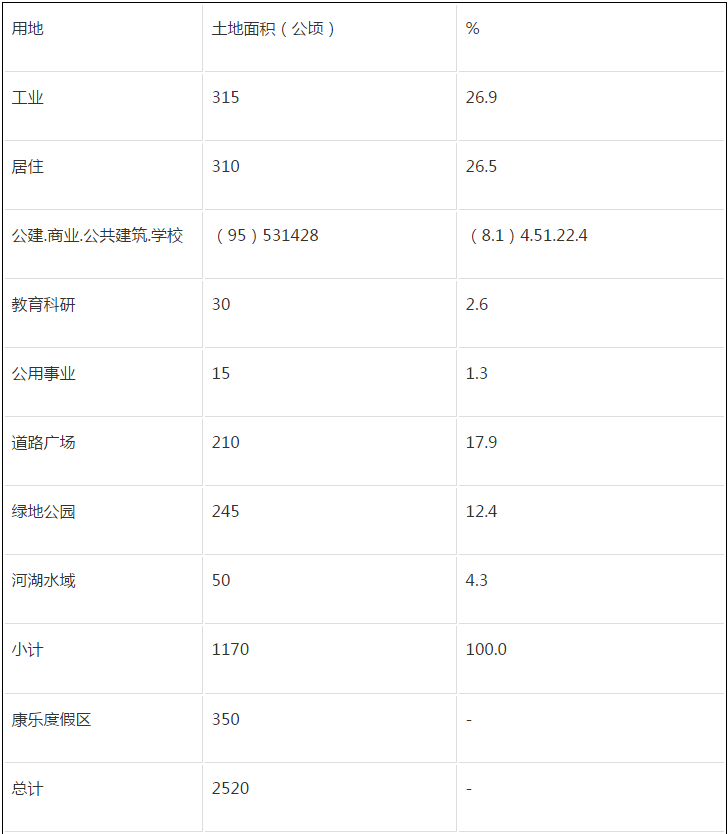 用地 土地面积（公顷） %
工业 315 26.9
居住 310 26.5
公建.商业.公共建筑.学校 （95）531428 （8.1）4.51.22.4
教育科研 30 2.6
公用事业 15 1.3
道路广场 210 17.9
绿地公园 245 12.4
河湖水域 50 4.3
小计 1170 100.0
康乐度假区 350 -
总计 2520 -